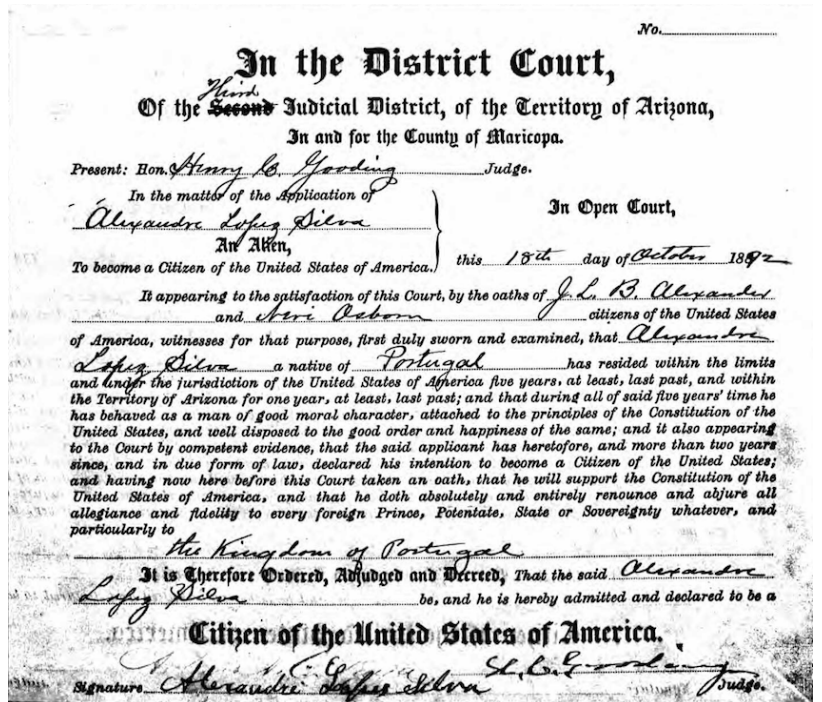 No.
In the District Court,
Third
Of the Second Judicial District, of the Territory of Arizona,
In and for the County of Maricopa.
Present: Hon. Henry C. Gooding Judge.
In the matter of the Application of
Alexandre Lopez Silva
An Alien,
To become a Citizen of the United States of America.
In Open Court,
this 18th day of October 1892
It appearing to the satisfaction of this Court, by the oaths of J. L. B. Alexander
and Neri Osborn citizens of the United States
of America, witnesses for that purpose, first duly sworn and examined, that Alexandre
Lopez Silva a native of Portugal has resided within the limits
and under the jurisdiction of the United States of America five years, at least, last past, and within
the Territory of Arizona for one year, at least, last past; and that during all of said five years' time he
has behaved as a man of good moral character, attached to the principles of the Constitution of the
United States, and well disposed to the good order and happiness of the same; and it also appearing
to the Court by competent evidence, that the said applicant has heretofore, and more than two years
since, and in due form of law, declared his intention to become a Citizen of the United States;
and having now here before this Court taken an oath, that he will support the Constitution of the
United States of America, and that he doth absolutely and entirely renounce and abjure all
allegiance and fidelity to every foreign Prince, Potentate, State or Sovereignty whatever, and
particularly to
the Kingdom of Portugal
It is Therefore Ordered, Adjudged and Decreed, That the said Alexandre
Lopez Silva be, and he is hereby admitted and declared to be a
Citizen of the United States of America.
H. C. Gooding
Signature Alexandre Lopes Silva Judge.